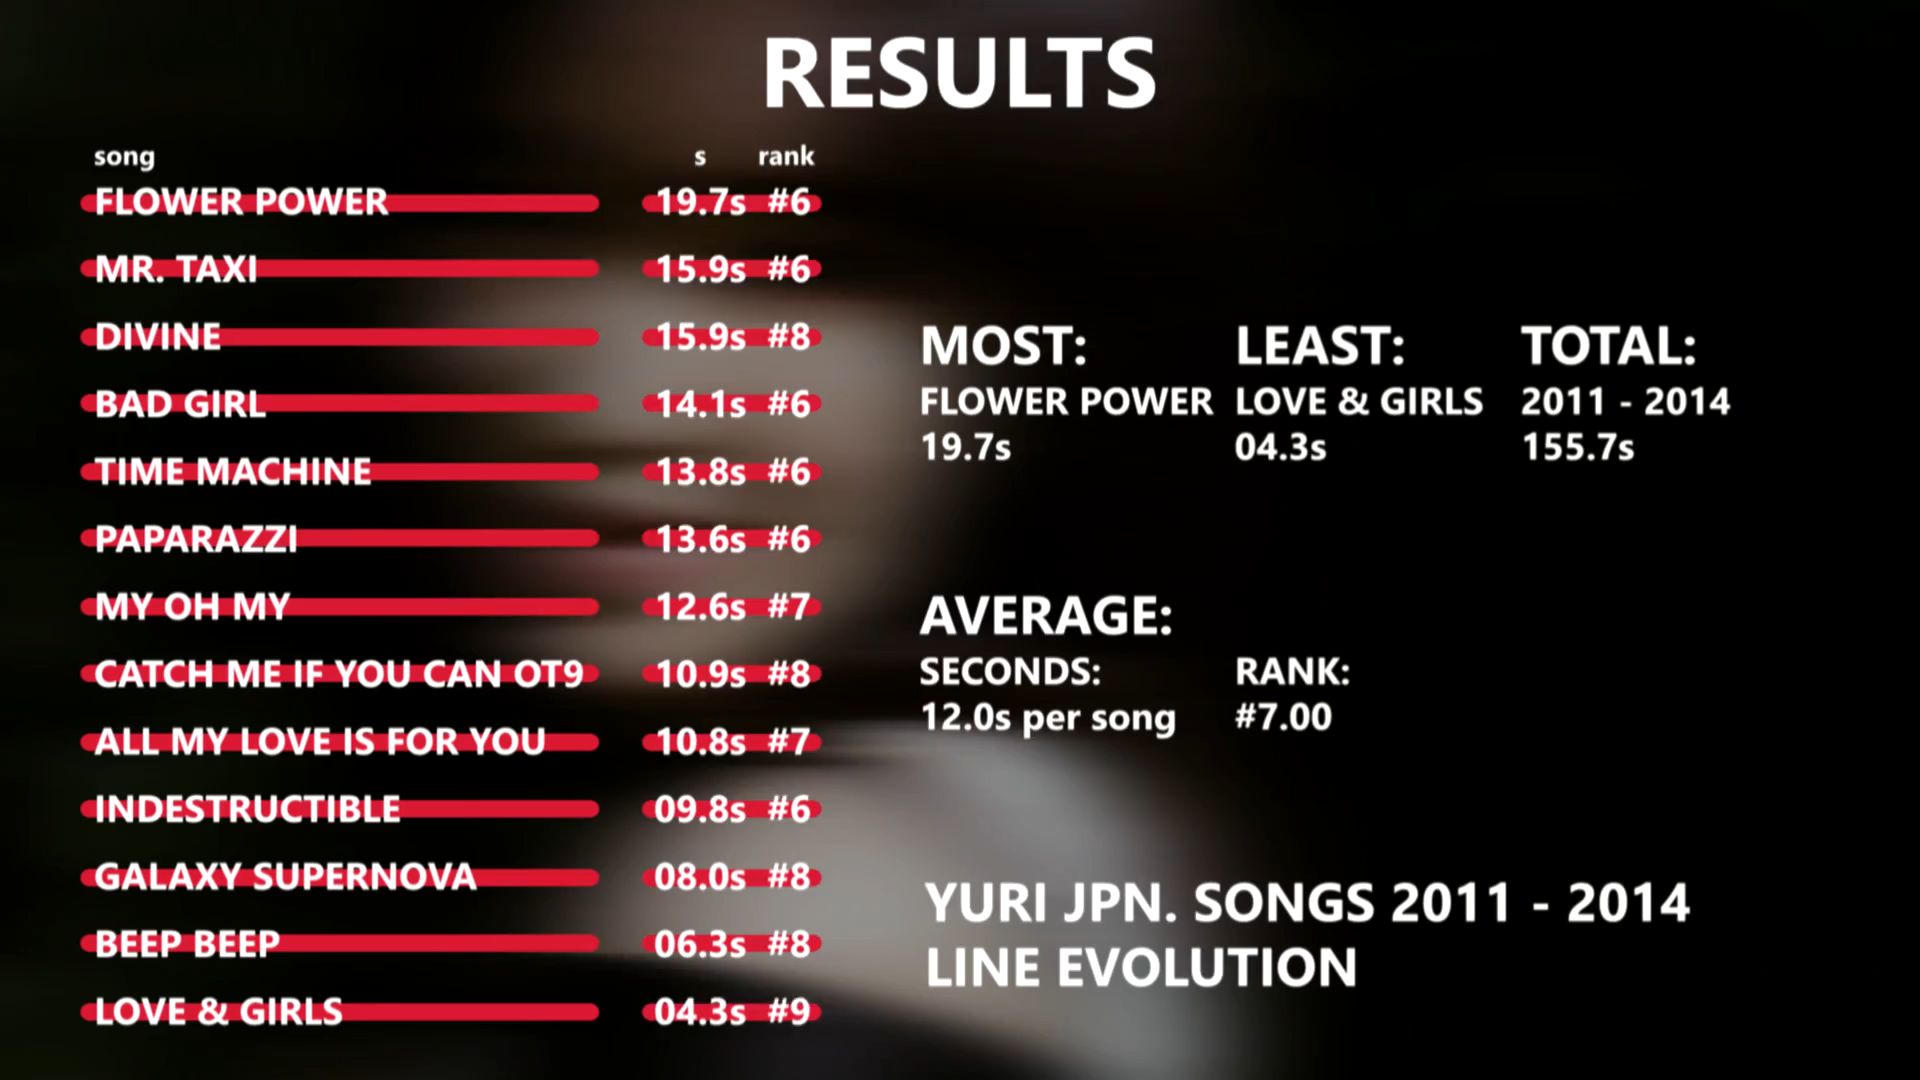 RESULTS
song s rank
FLOWER POWER 19.7s #6
MR. TAXI 15.9s #6
DIVINE 15.9s #8
BAD GIRL 14.1s #6
TIME MACHINE 13.8s #6
PAPARAZZI 13.6s #6
MY OH MY 12.6s #7
CATCH ME IF YOU CAN OT9 10.9s #8
ALL MY LOVE IS FOR YOU 10.8s #7
INDESTRUCTIBLE 09.8s #6
GALAXY SUPERNOVA 08.0s #8
BEEP BEEP 06.3s #8
LOVE & GIRLS 04.3s #9
MOST: LEAST: TOTAL:
FLOWER POWER LOVE & GIRLS 2011 - 2014
19.7s 04.3s 155.7s
AVERAGE:
SECONDS: RANK:
12.0s per song #7.00
YURI JPN. SONGS 2011 - 2014
LINE EVOLUTION